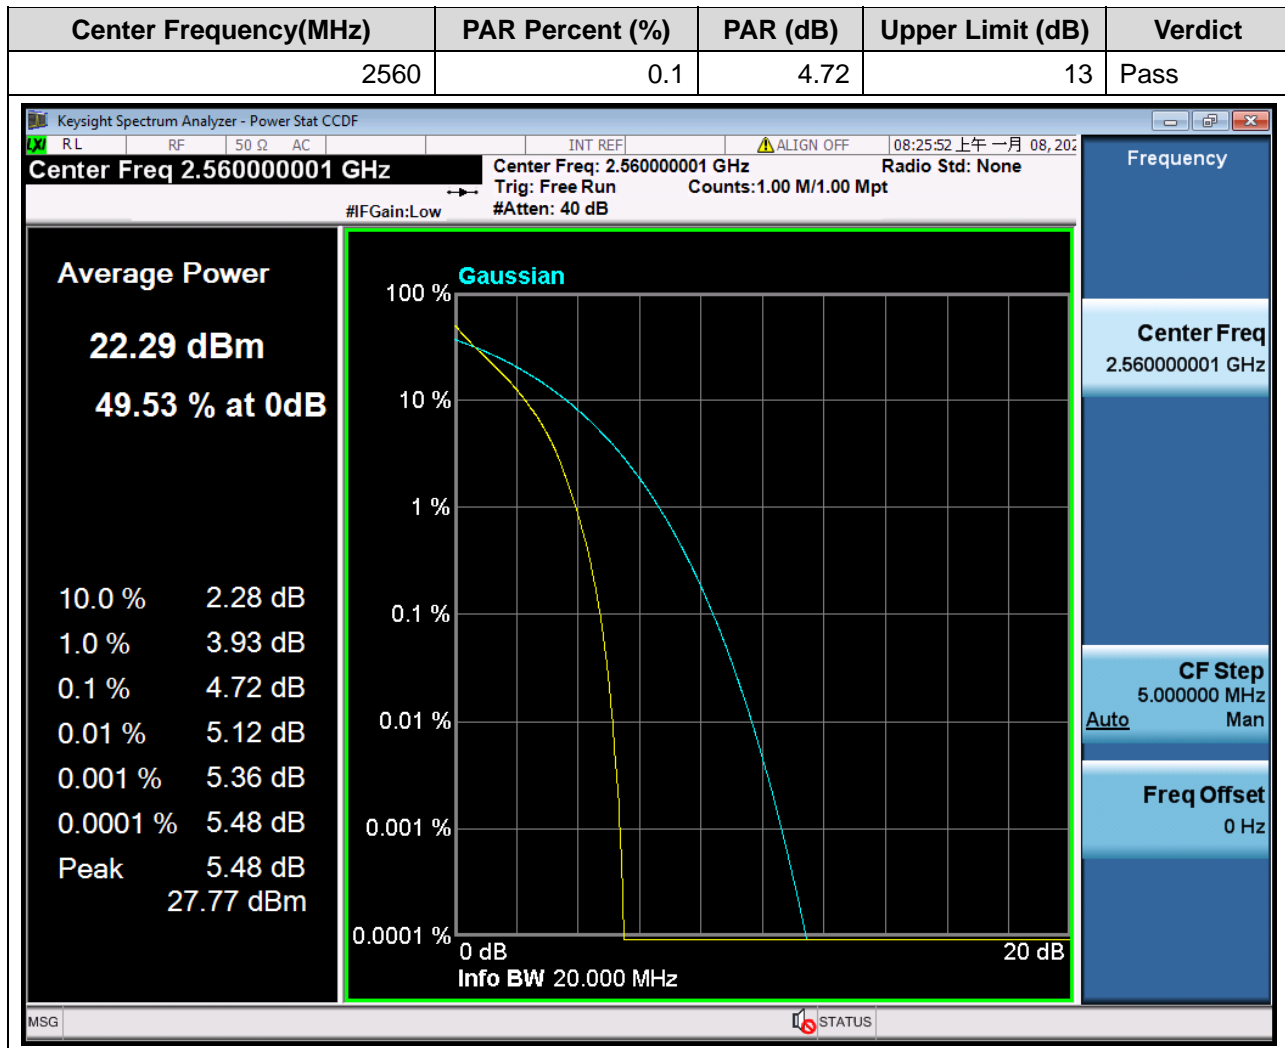 Center Frequency(MHz) PAR Percent (%) PAR (dB) Upper Limit (dB) Verdict
2560 0.1 4.72 13 Pass
Keysight Spectrum Analyzer - Power Stat CCDF
LXI RL RF 50 Ω AC INT REF ALIGN OFF 08:25:52 上午 一月 08, 202
Center Freq 2.560000001 GHz
Center Freq: 2.560000001 GHz Radio Std: None
Trig: Free Run Counts:1.00 M/1.00 Mpt
#IFGain:Low #Atten: 40 dB
Average Power
22.29 dBm
49.53 % at 0dB
10.0 % 2.28 dB
1.0 % 3.93 dB
0.1 % 4.72 dB
0.01 % 5.12 dB
0.001 % 5.36 dB
0.0001 % 5.48 dB
Peak 5.48 dB
27.77 dBm
Gaussian
100 %
10 %
1 %
0.1 %
0.01 %
0.001 %
0.0001 %
0 dB 20 dB
Info BW 20.000 MHz
Frequency
Center Freq
2.560000001 GHz
CF Step
5.000000 MHz
Auto Man
Freq Offset
0 Hz
MSG STATUS